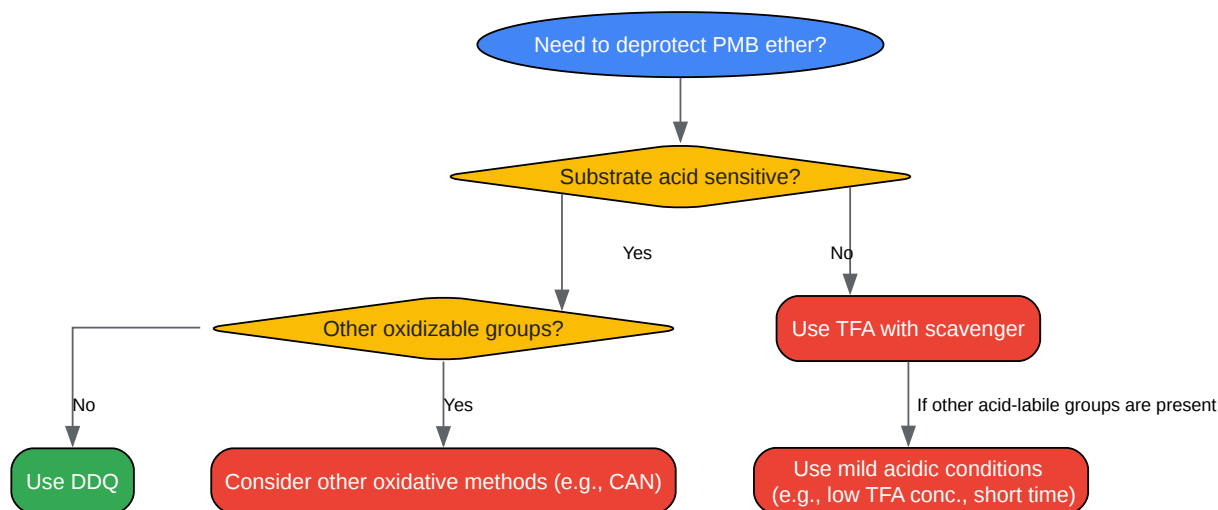 Need to deprotect PMB ether?
Substrate acid sensitive?
Yes
No
Other oxidizable groups?
Use TFA with scavenger
No
Yes
If other acid-labile groups are present
Use DDQ
Consider other oxidative methods (e.g., CAN)
Use mild acidic conditions
(e.g., low TFA conc., short time)